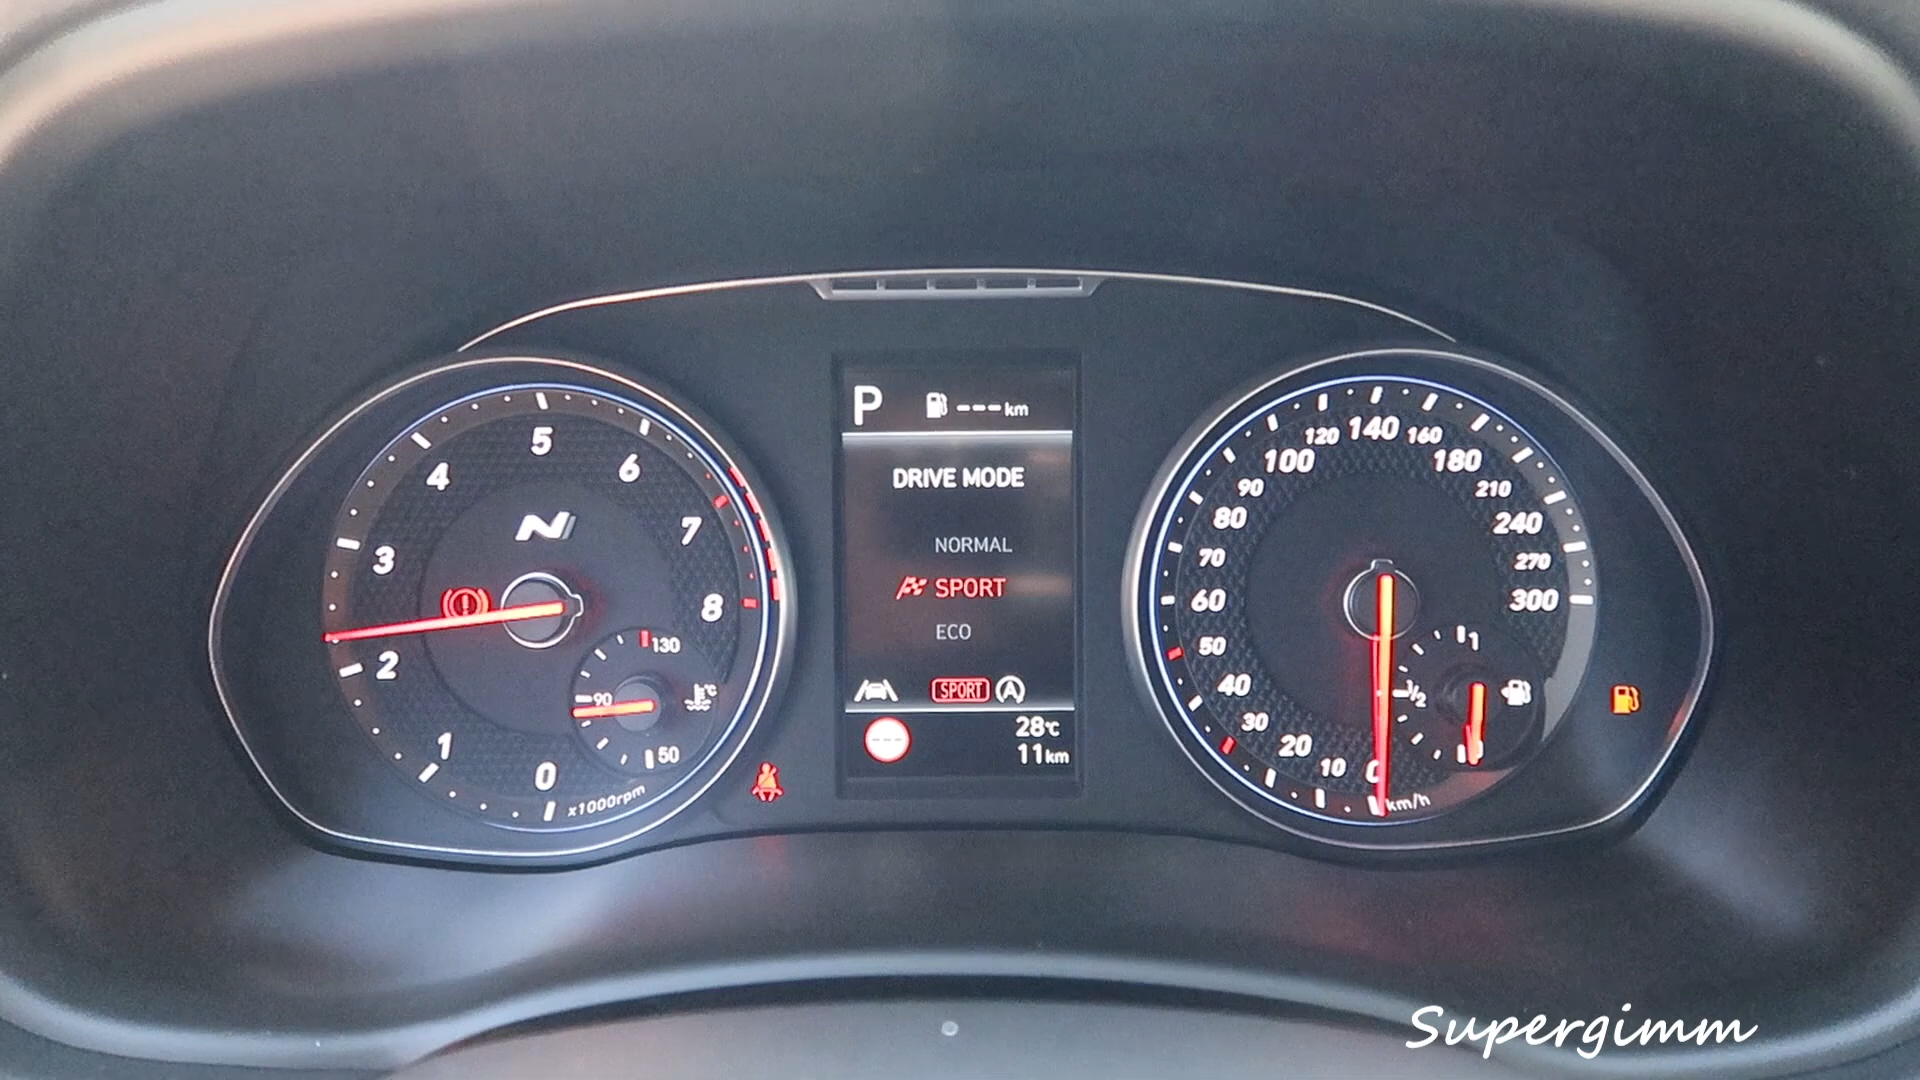 P --- km
DRIVE MODE
NORMAL
SPORT
ECO
SPORT A
---
28℃
11km
0 1 2 3 4 5 6 7 8
N
x1000rpm
130
90
50
℃
0 10 20 30 40 50 60 70 80 90 100 120 140 160 180 210 240 270 300
km/h
1
1/2
Supergimm